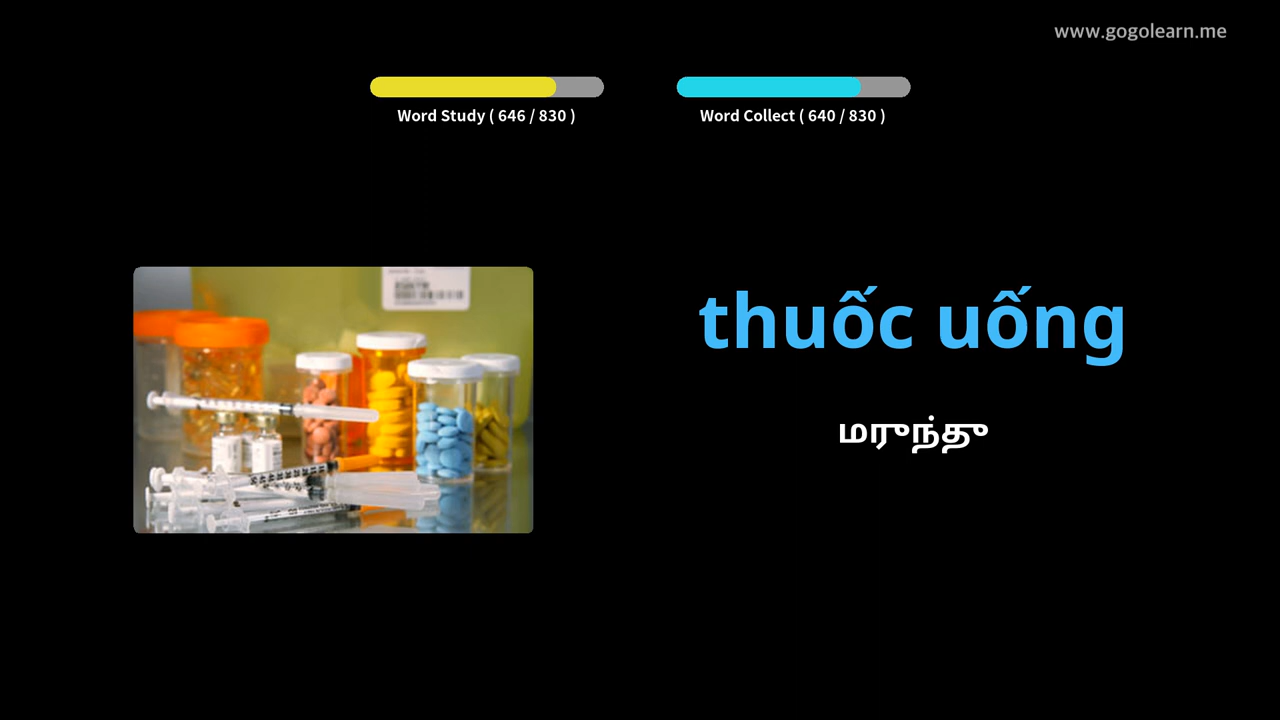 www.gogolearn.me
Word Study ( 646 / 830 )
Word Collect ( 640 / 830 )
thuốc uống
மருந்து